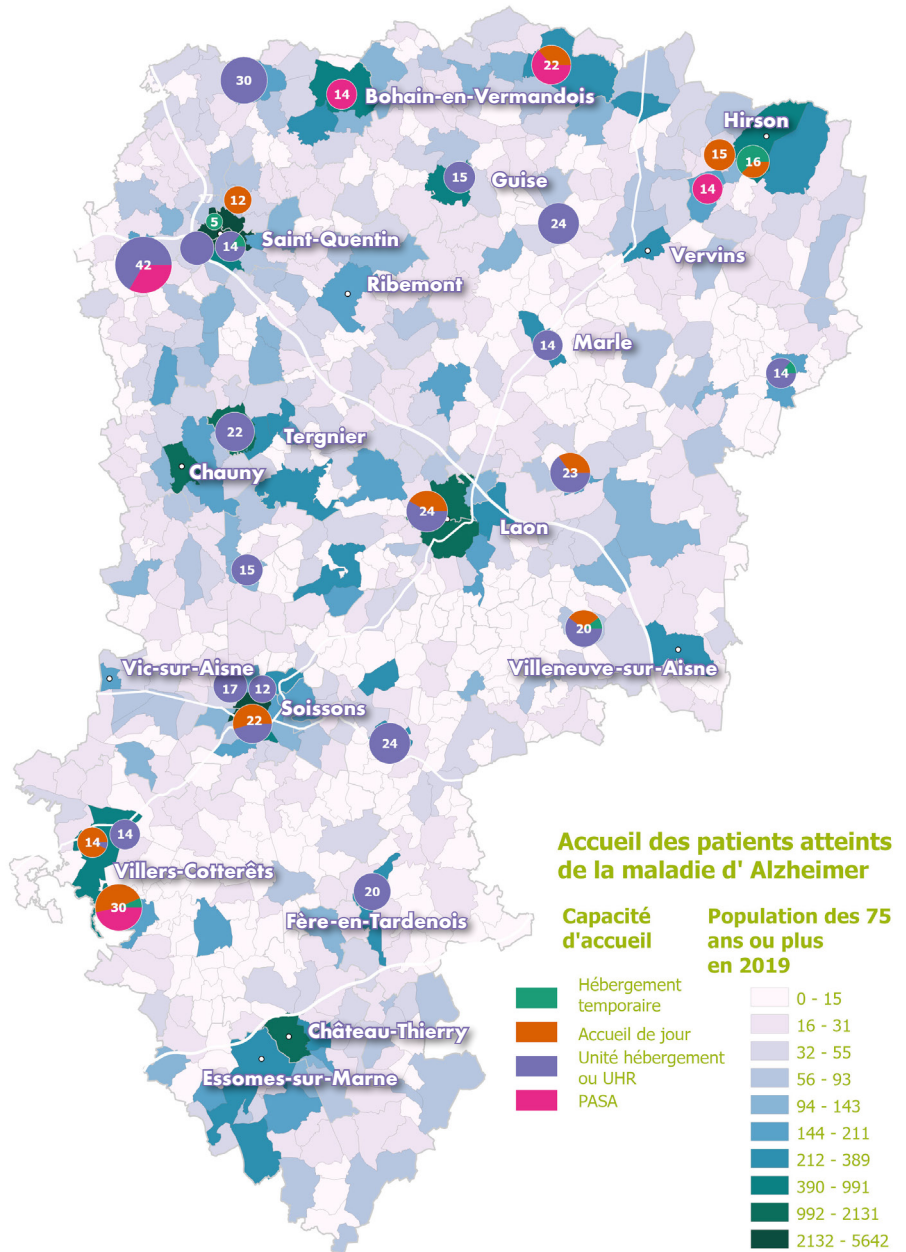 30
14
Bohain-en-Vermandois
22
Hirson
15
16
14
15
Guise
12
5
24
14
Saint-Quentin
Vervins
42
Ribemont
14
Marle
14
22
Tergnier
Chauny
23
24
Laon
15
20
Villeneuve-sur-Aisne
Vic-sur-Aisne
17
12
Soissons
22
24
14
14
Villers-Cotterêts
30
20
Fère-en-Tardenois
Château-Thierry
Essomes-sur-Marne
Accueil des patients atteints
de la maladie d' Alzheimer
Capacité
d'accueil
Hébergement
temporaire
Accueil de jour
Unité hébergement
ou UHR
PASA
Population des 75
ans ou plus
en 2019
0 - 15
16 - 31
32 - 55
56 - 93
94 - 143
144 - 211
212 - 389
390 - 991
992 - 2131
2132 - 5642